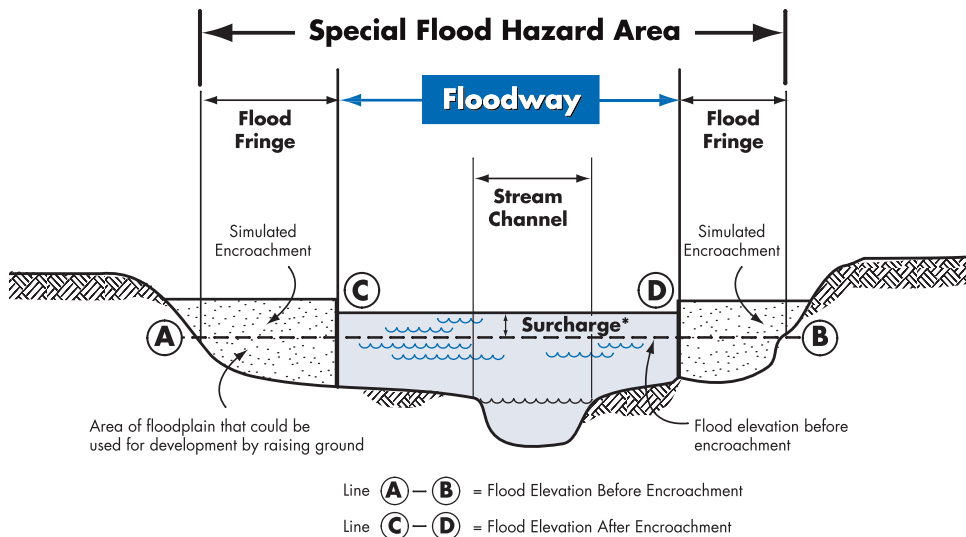 Special Flood Hazard Area
Floodway
Flood
Fringe
Flood
Fringe
Stream
Channel
Simulated
Encroachment
Simulated
Encroachment
C
D
Surcharge*
A
B
Area of floodplain that could be
used for development by raising ground
Flood elevation before
encroachment
Line A – B = Flood Elevation Before Encroachment
Line C – D = Flood Elevation After Encroachment